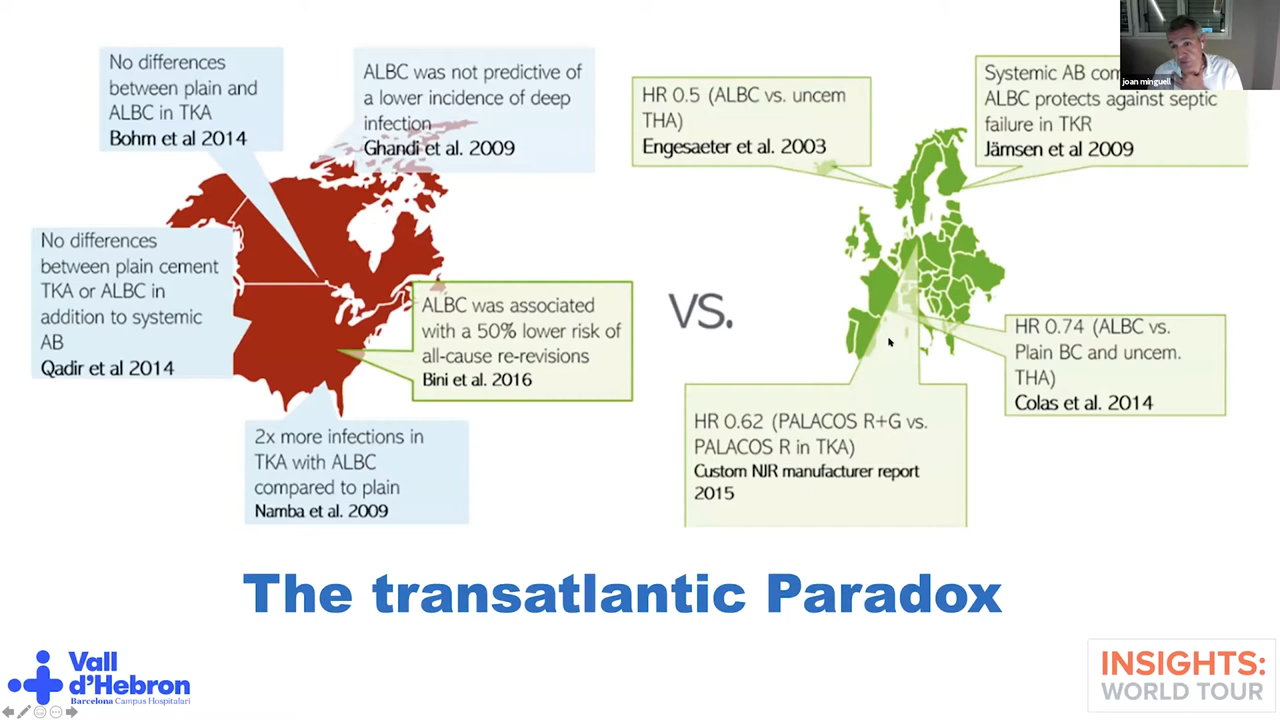 No differences
between plain and
ALBC in TKA
Bohm et al 2014
ALBC was not predictive of
a lower incidence of deep
infection
Ghandi et al. 2009
HR 0.5 (ALBC vs. uncem
THA)
Engesaeter et al. 2003
Systemic AB
ALBC protects against septic
failure in TKR
Jämsen et al 2009
joan minguell
No differences
between plain cement
TKA or ALBC in
addition to systemic
AB
Qadir et al 2014
ALBC was associated
with a 50% lower risk of
all-cause re-revisions
Bini et al. 2016
VS.
HR 0.74 (ALBC vs.
Plain BC and uncem.
THA)
Colas et al. 2014
2x more infections in
TKA with ALBC
compared to plain
Namba et al. 2009
HR 0.62 (PALACOS R+G vs.
PALACOS R in TKA)
Custom NJR manufacturer report
2015
The transatlantic Paradox
Vall
d'Hebron
Barcelona Campus Hospitalari
INSIGHTS:
WORLD TOUR